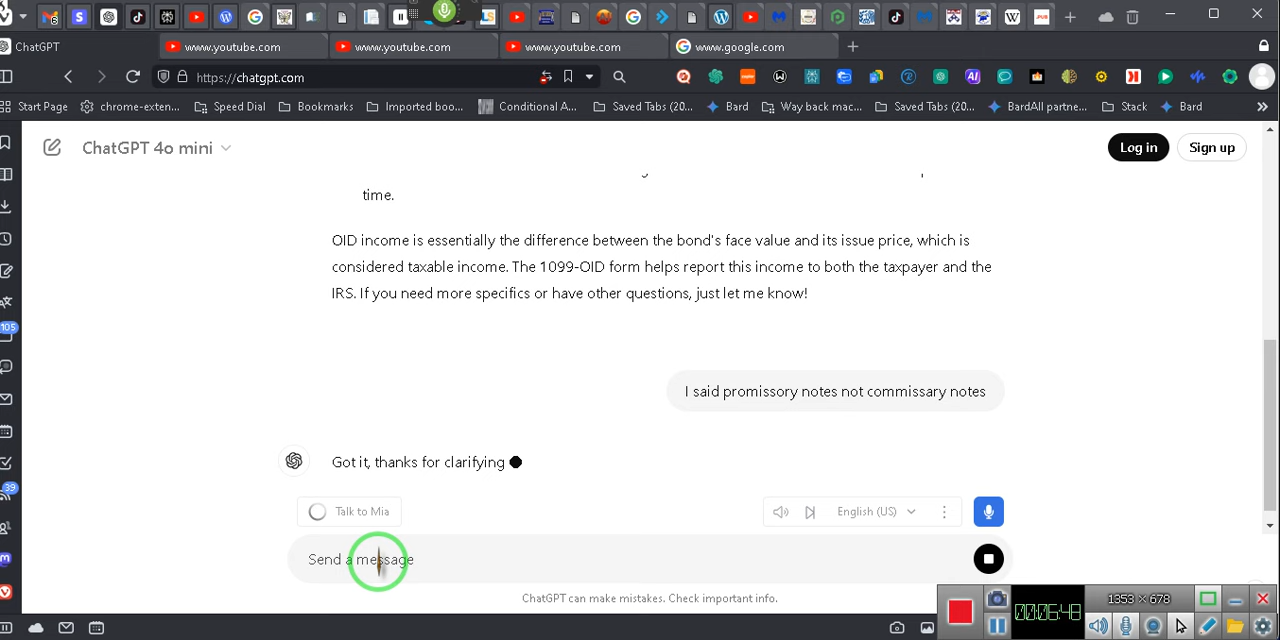 ChatGPT
www.youtube.com
www.youtube.com
www.youtube.com
www.google.com
https://chatgpt.com
Start Page
chrome-exten...
Speed Dial
Bookmarks
Imported boo...
Conditional A...
Saved Tabs (20...
Bard
Way back mac...
Saved Tabs (20...
BardAll partne...
Stack
Bard
ChatGPT 4o mini
Log in
Sign up
time.
OID income is essentially the difference between the bond's face value and its issue price, which is
considered taxable income. The 1099-OID form helps report this income to both the taxpayer and the
IRS. If you need more specifics or have other questions, just let me know!
I said promissory notes not commissary notes
Got it, thanks for clarifying
Talk to Mia
English (US)
Send a message
ChatGPT can make mistakes. Check important info.
105
39
00:06:48
1353 × 678